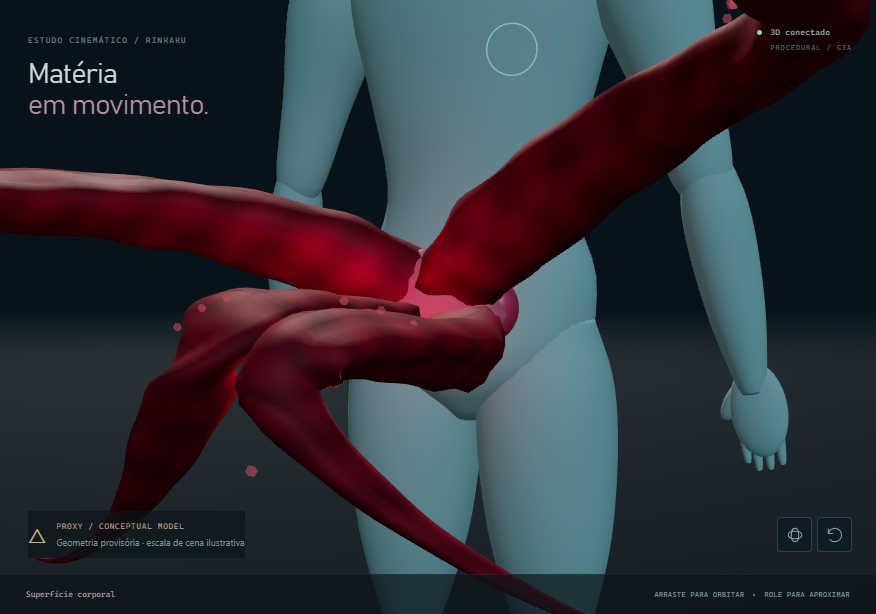 ESTUDO CINEMÁTICO / RINKAKU
Matéria
em movimento.
3D conectado
PROCEDURAL / G3A
PROXY / CONCEPTUAL MODEL
Geometria provisória · escala de cena ilustrativa
Superfície corporal
ARRASTE PARA ORBITAR • ROLE PARA APROXIMAR